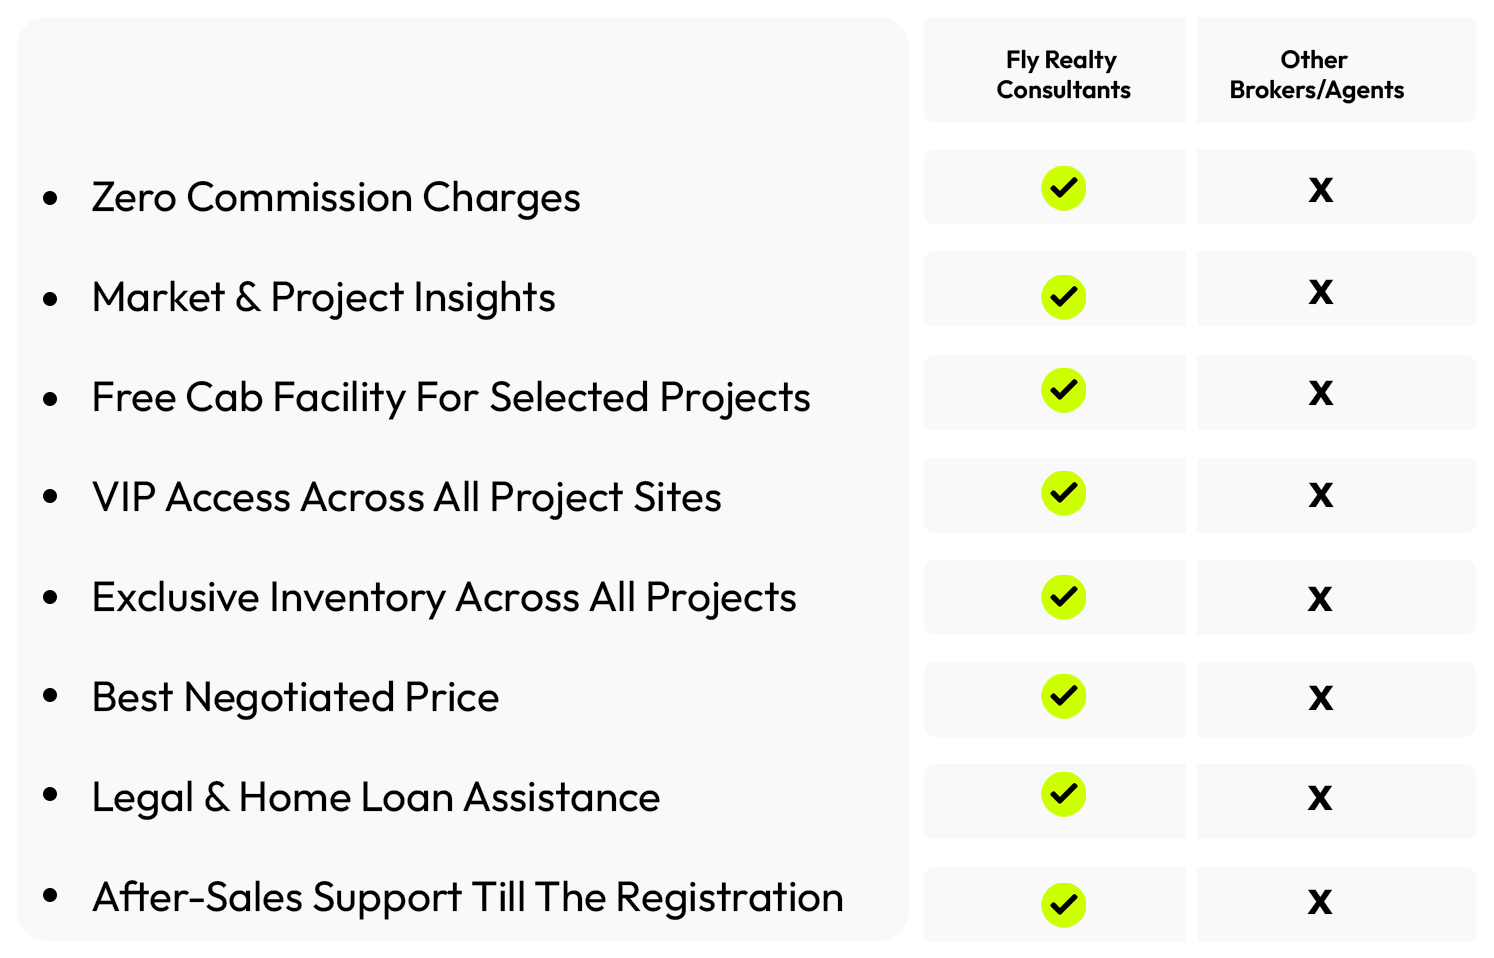 Fly Realty
Consultants
Other
Brokers/Agents
• Zero Commission Charges ✓ X
• Market & Project Insights ✓ X
• Free Cab Facility For Selected Projects ✓ X
• VIP Access Across All Project Sites ✓ X
• Exclusive Inventory Across All Projects ✓ X
• Best Negotiated Price ✓ X
• Legal & Home Loan Assistance ✓ X
• After-Sales Support Till The Registration ✓ X